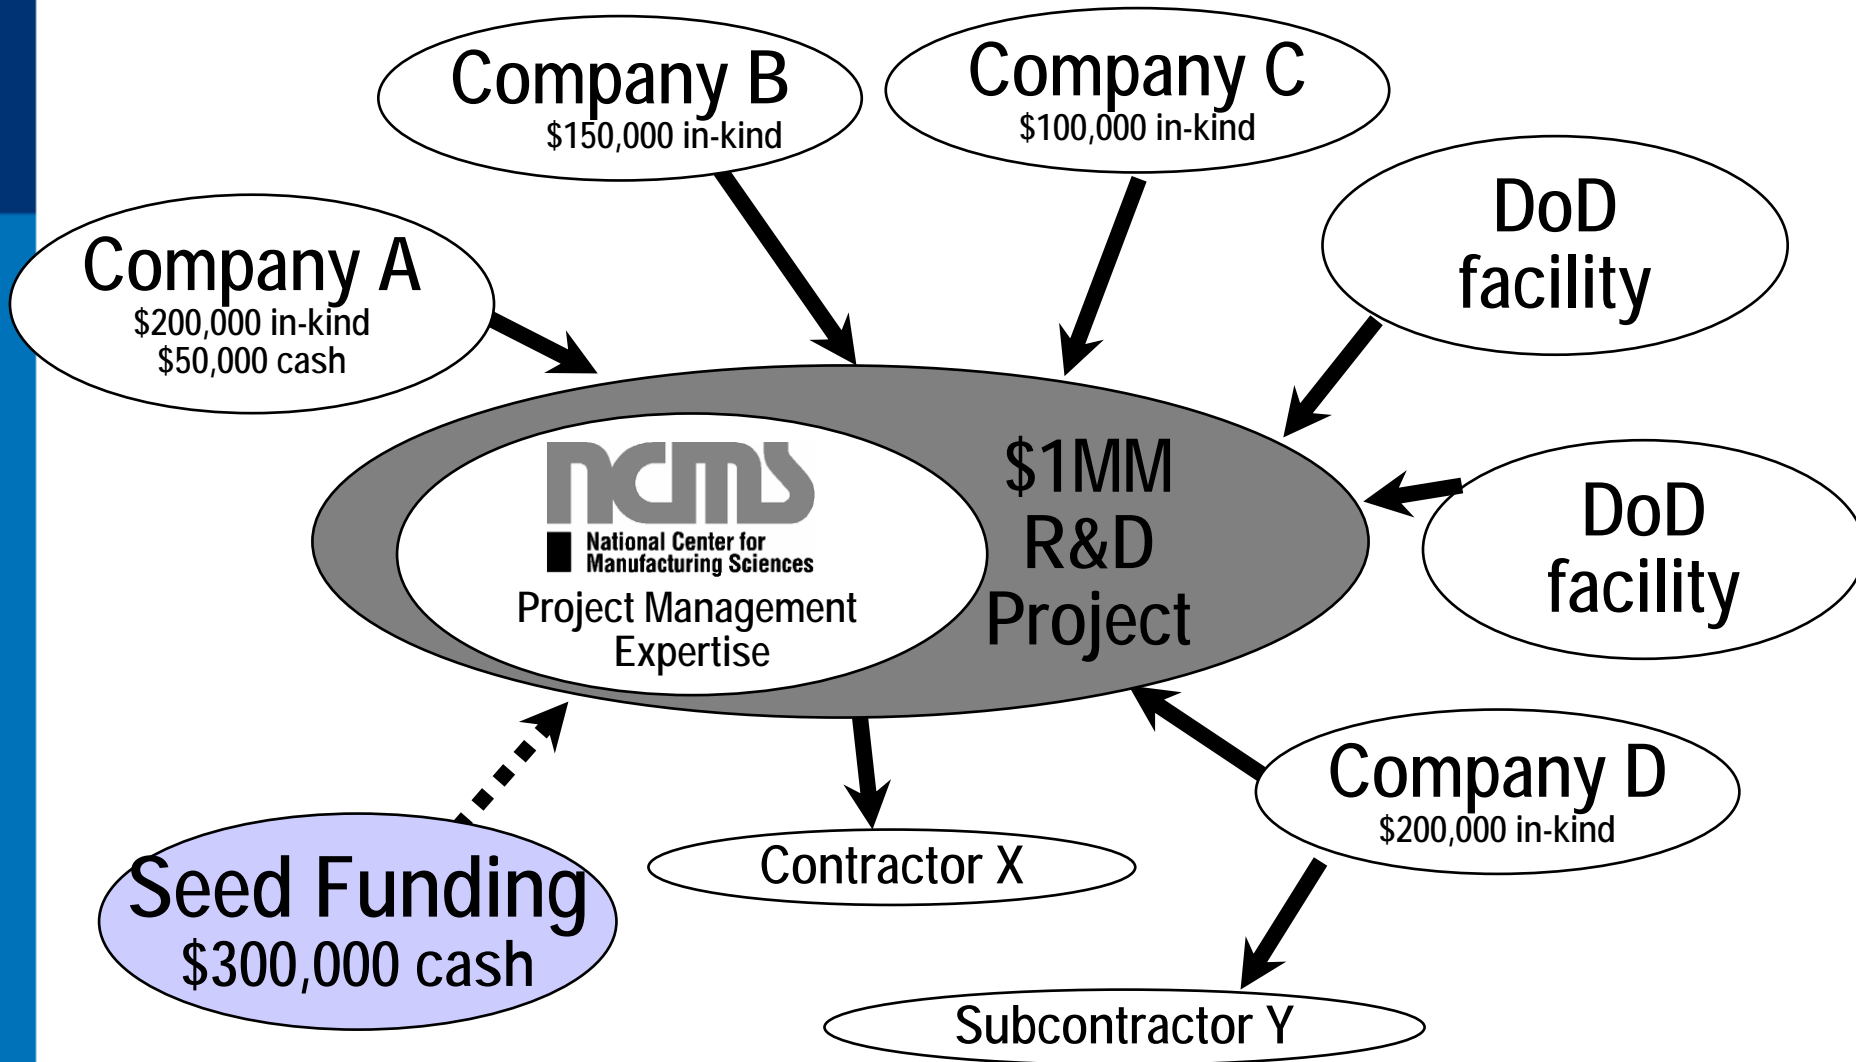 Company B
$150,000 in-kind
Company C
$100,000 in-kind
Company A
$200,000 in-kind
$50,000 cash
DoD
facility
ncms
National Center for
Manufacturing Sciences
Project Management
Expertise
$1MM
R&D
Project
DoD
facility
Company D
$200,000 in-kind
Contractor X
Seed Funding
$300,000 cash
Subcontractor Y